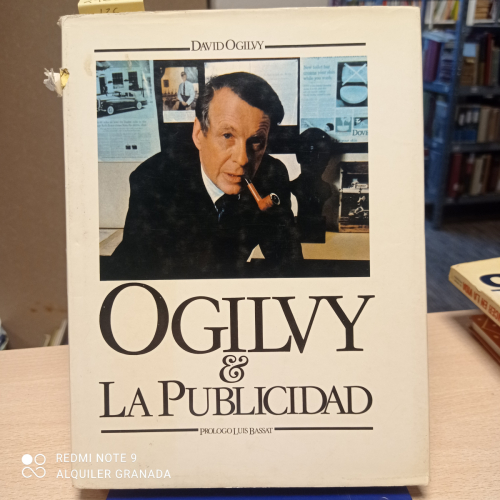 DAVID OGILVY
OGILVY
&
LA PUBLICIDAD
PROLOGO LUIS BASSAT
REDMI NOTE 9
ALQUILER GRANADA